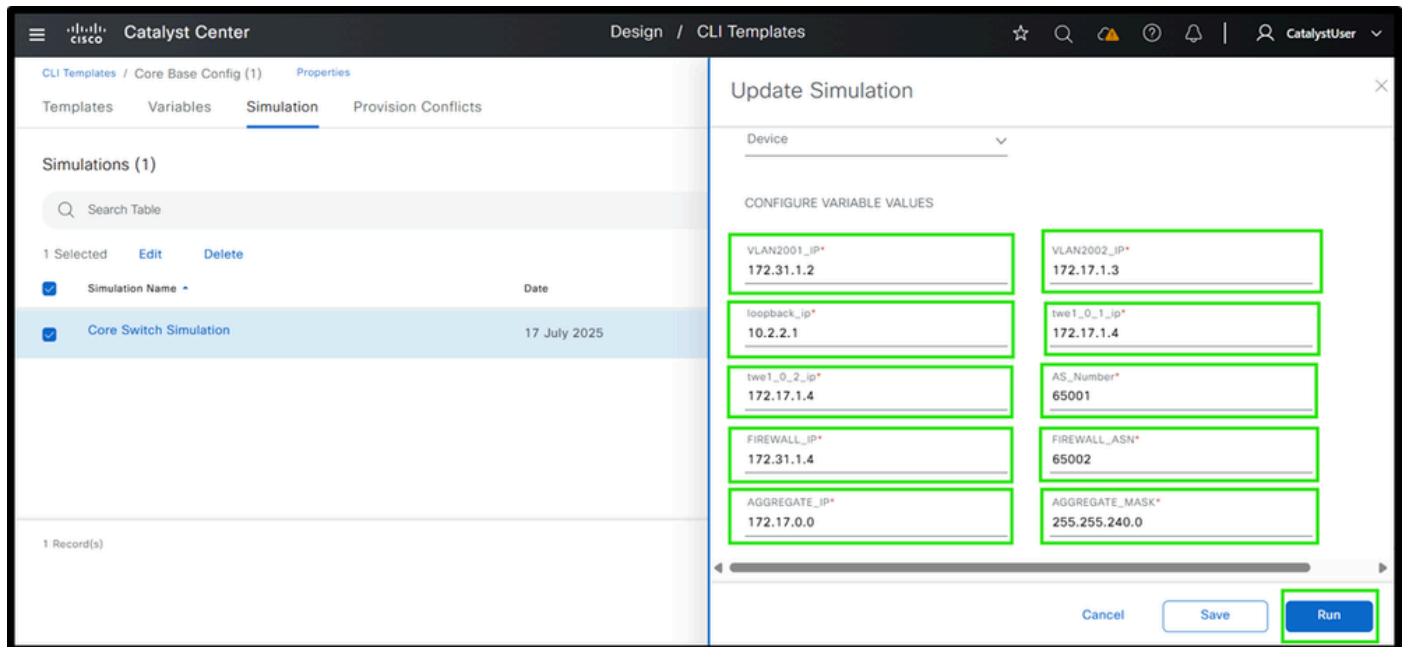 CISCO
Catalyst Center
Design / CLI Templates
CatalystUser
CLI Templates / Core Base Config (1) Properties
Templates Variables Simulation Provision Conflicts
Simulations (1)
Search Table
1 Selected Edit Delete
Simulation Name Date
Core Switch Simulation 17 July 2025
1 Record(s)
Update Simulation
Device
CONFIGURE VARIABLE VALUES
VLAN2001_IP* VLAN2002_IP*
172.31.1.2 172.17.1.3
loopback_ip* twe1_0_1_ip*
10.2.2.1 172.17.1.4
twe1_0_2_ip* AS_Number*
172.17.1.4 65001
FIREWALL_IP* FIREWALL_ASN*
172.31.1.4 65002
AGGREGATE_IP* AGGREGATE_MASK*
172.17.0.0 255.255.240.0
Cancel Save Run